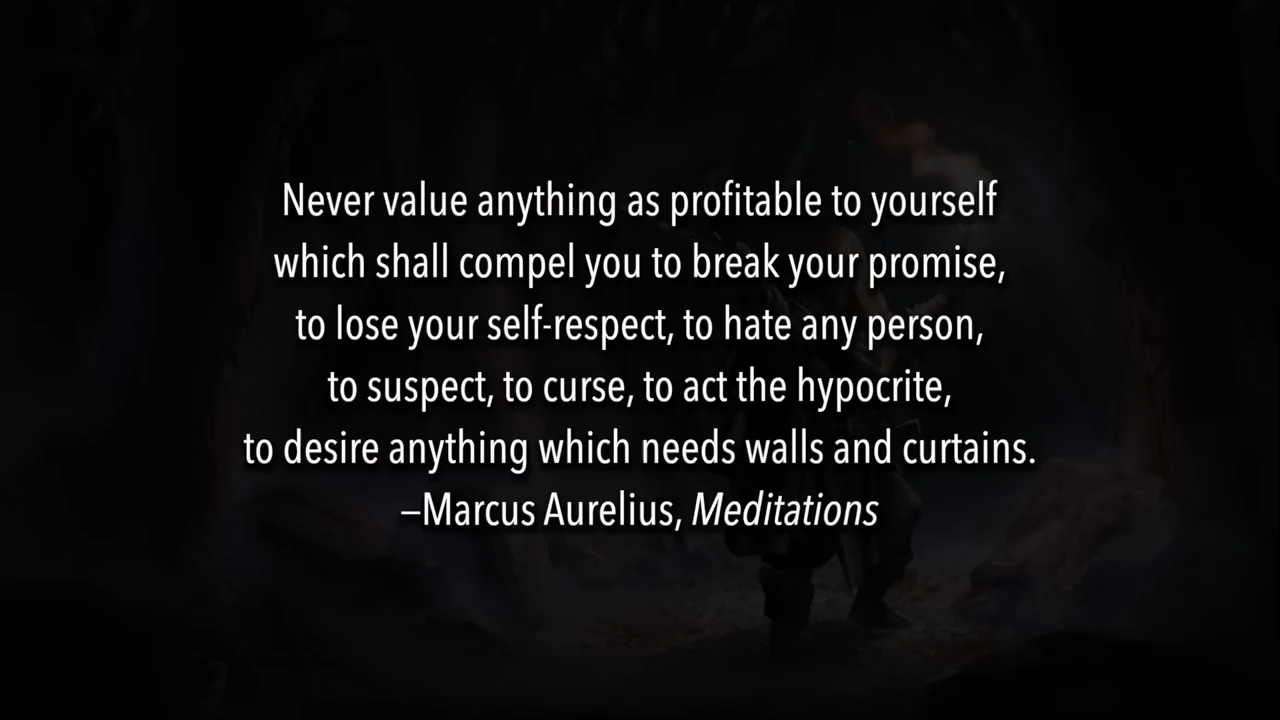 Never value anything as profitable to yourself
which shall compel you to break your promise,
to lose your self-respect, to hate any person,
to suspect, to curse, to act the hypocrite,
to desire anything which needs walls and curtains.
–Marcus Aurelius, Meditations